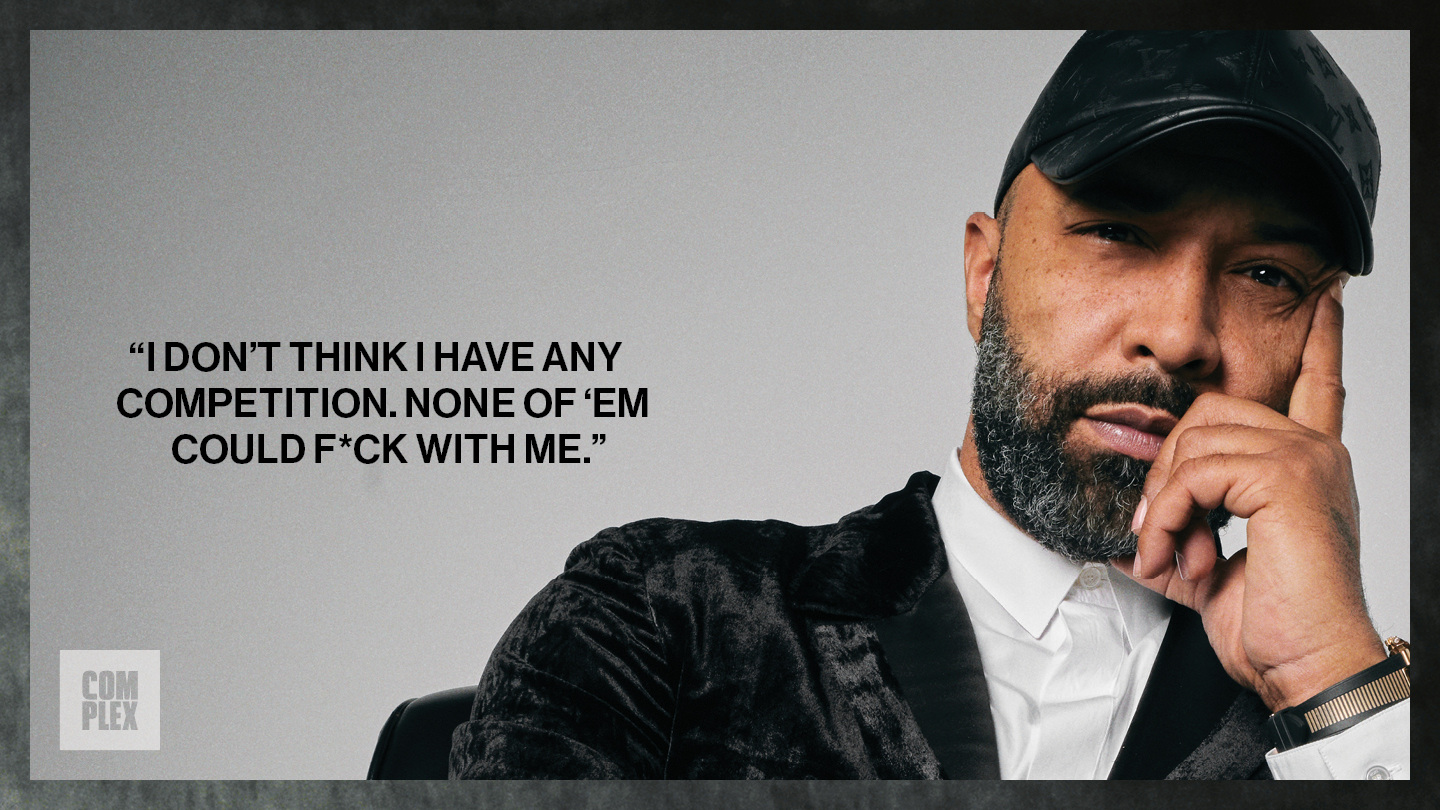 “I DON’T THINK I HAVE ANY
COMPETITION. NONE OF ‘EM
COULD F*CK WITH ME.”
COM
PLEX